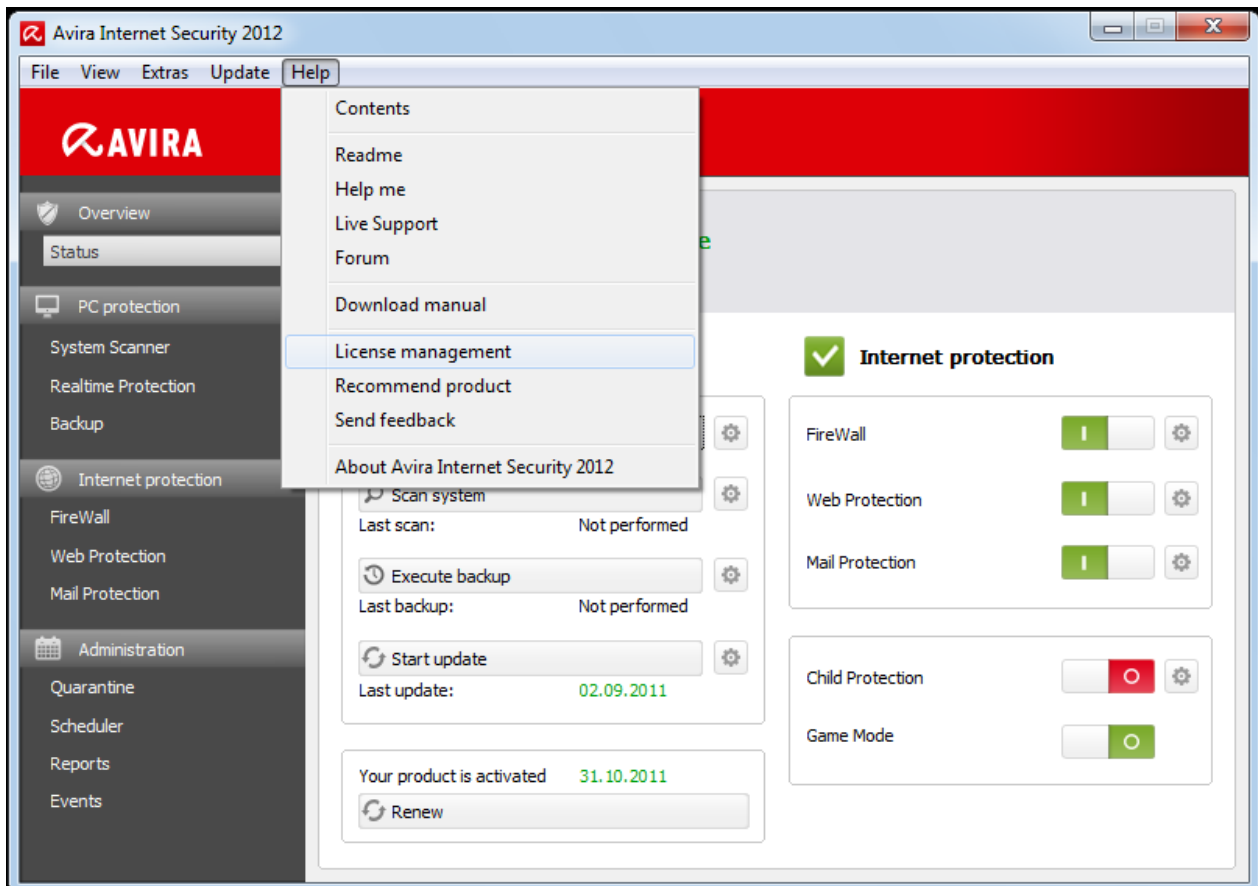 Avira Internet Security 2012
File View Extras Update Help
AVIRA
Contents
Readme
Help me
Live Support
Forum
Download manual
License management
Recommend product
Send feedback
About Avira Internet Security 2012
Overview
Status
PC protection
System Scanner
Realtime Protection
Backup
Internet protection
FireWall
Web Protection
Mail Protection
Administration
Quarantine
Scheduler
Reports
Events
Scan system
Last scan: Not performed
Execute backup
Last backup: Not performed
Start update
Last update: 02.09.2011
Your product is activated 31.10.2011
Renew
Internet protection
FireWall
Web Protection
Mail Protection
Child Protection
Game Mode